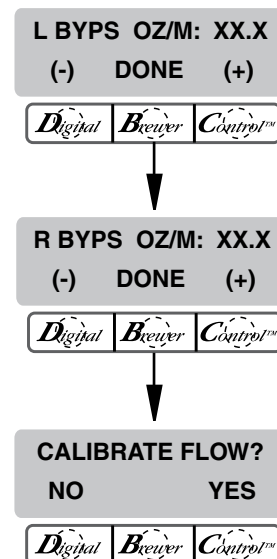 L BYPS OZ/M: XX.X
(-) DONE (+)
Digital Brewer Control™
R BYPS OZ/M: XX.X
(-) DONE (+)
Digital Brewer Control™
CALIBRATE FLOW?
NO YES
Digital Brewer Control™